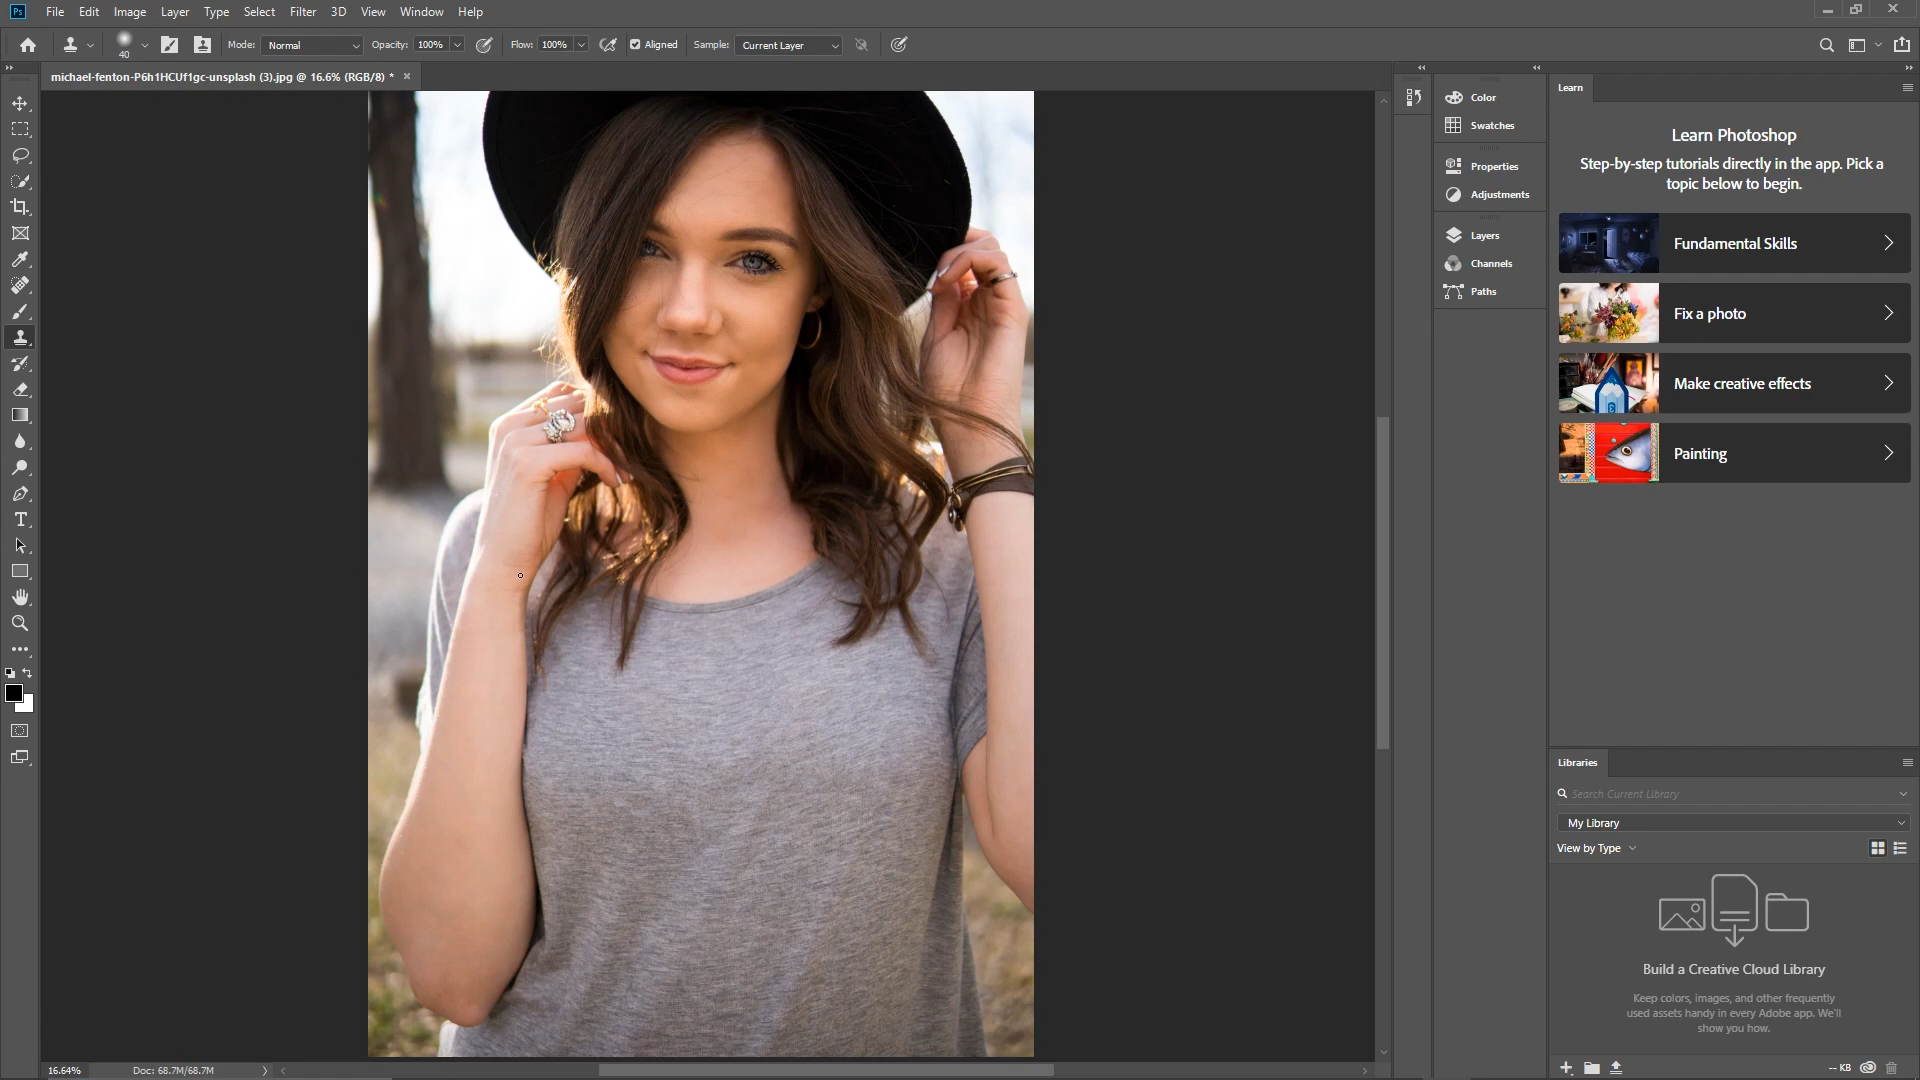 Ps File Edit Image Layer Type Select Filter 3D View Window Help
40 Mode: Normal Opacity: 100% Flow: 100% Aligned Sample: Current Layer
michael-fenton-P6h1HCUf1gc-unsplash (3).jpg @ 16.6% (RGB/8) *
Color
Swatches
Properties
Adjustments
Layers
Channels
Paths
Learn
Learn Photoshop
Step-by-step tutorials directly in the app. Pick a
topic below to begin.
Fundamental Skills
Fix a photo
Make creative effects
Painting
Libraries
Search Current Library
My Library
View by Type
Build a Creative Cloud Library
Keep colors, images, and other frequently
used assets handy in every Adobe app. We'll
show you how.
-- KB
16.64% Doc: 68.7M/68.7M